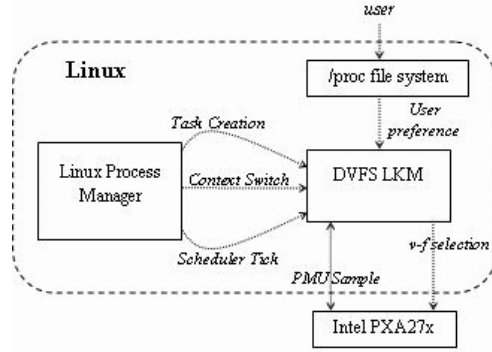 user
Linux
/proc file system
Task Creation
User
preference
Linux Process
Manager
Context Switch
DVFS LKM
Scheduler Tick
v-f selection
PMU Sample
Intel PXA27x